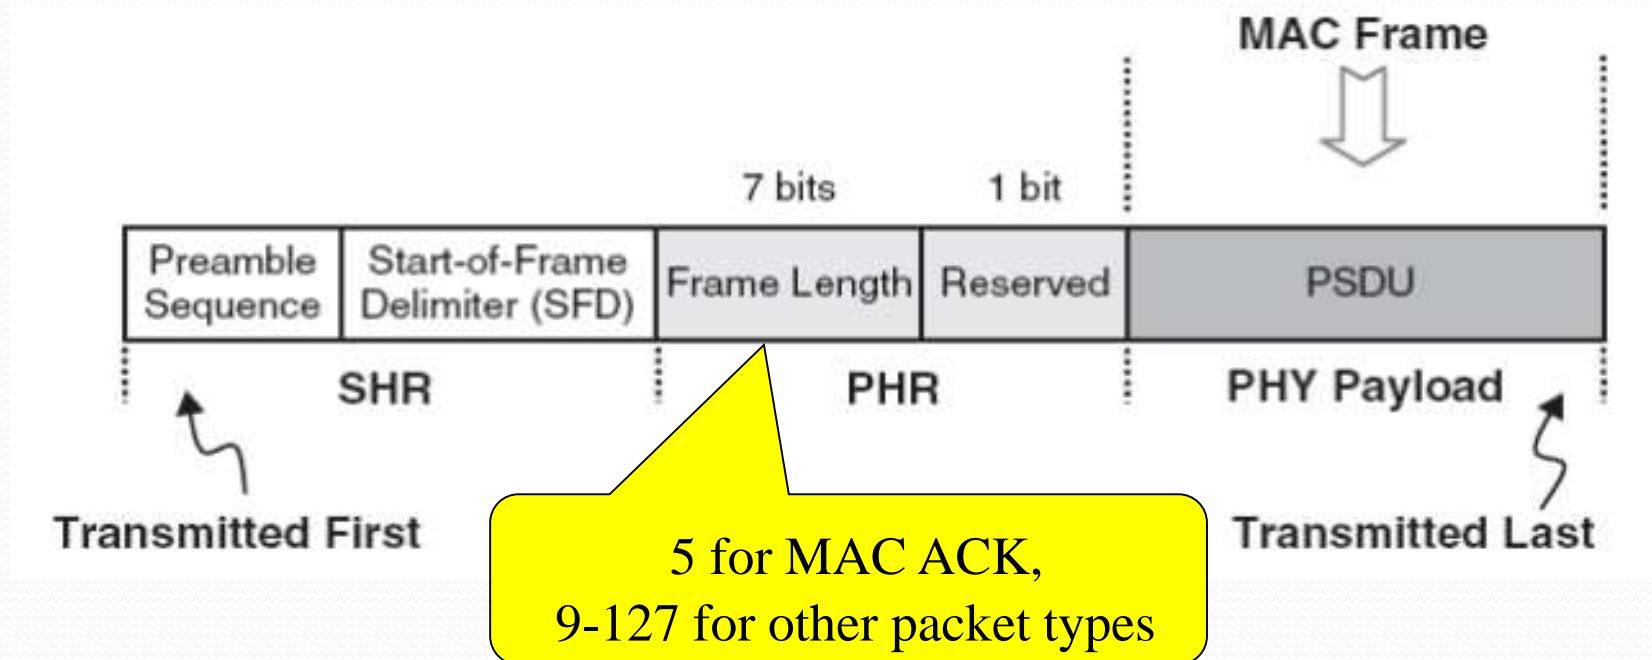 MAC Frame
7 bits
1 bit
Preamble
Sequence
Start-of-Frame
Delimiter (SFD)
Frame Length
Reserved
PSDU
SHR
PHR
PHY Payload
Transmitted First
Transmitted Last
5 for MAC ACK,
9-127 for other packet types